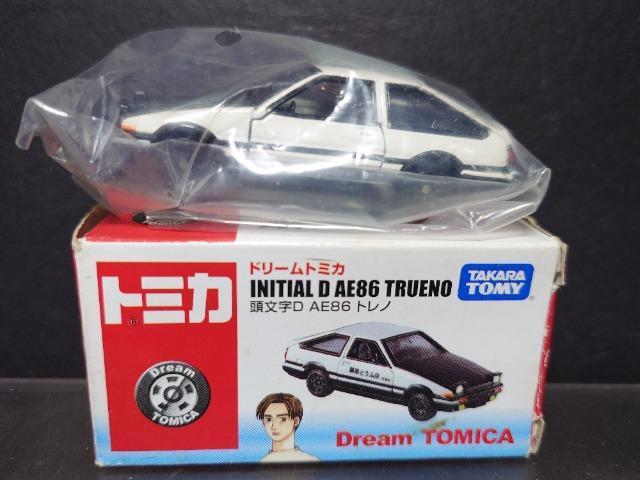 ドリームトミカ
トミカ
INITIAL D AE86 TRUENO
頭文字D AE86 トレノ
TAKARA
TOMY
Dream
TOMICA
Dream TOMICA